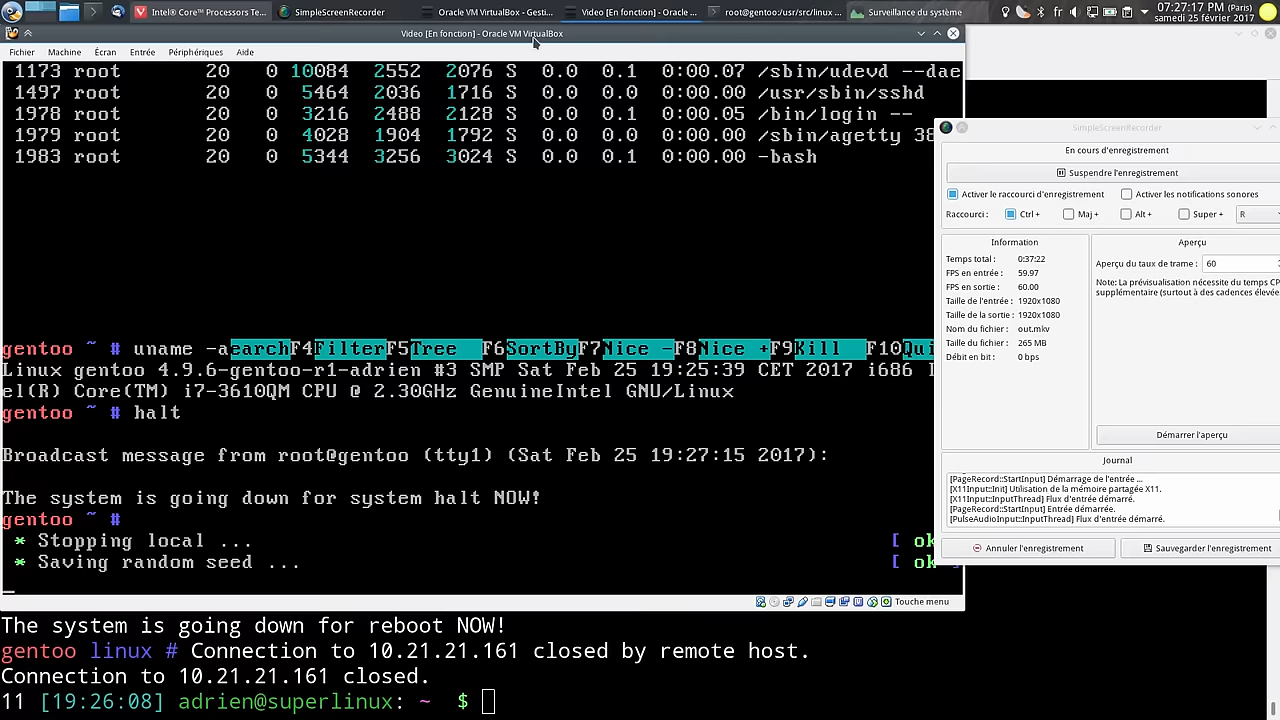 Intel® Core™ Processors Te...
SimpleScreenRecorder
Oracle VM VirtualBox - Gesti...
Video [En fonction] - Oracle ...
root@gentoo:/usr/src/linux ...
Surveillance du système
fr
07:27:17 PM (Paris)
samedi 25 février 2017
Video [En fonction] - Oracle VM VirtualBox
Fichier Machine Écran Entrée Périphériques Aide
1173 root 20 0 10084 2552 2076 S 0.0 0.1 0:00.07 /sbin/udevd --dae
1497 root 20 0 5464 2036 1716 S 0.0 0.0 0:00.00 /usr/sbin/sshd
1978 root 20 0 3216 2488 2128 S 0.0 0.1 0:00.05 /bin/login --
1979 root 20 0 4028 1904 1792 S 0.0 0.0 0:00.00 /sbin/agetty 38
1983 root 20 0 5344 3256 3024 S 0.0 0.1 0:00.00 -bash
gentoo ~ # uname -aearchF4FilterF5Tree F6SortByF7Nice -F8Nice +F9Kill F10Qui
Linux gentoo 4.9.6-gentoo-r1-adrien #3 SMP Sat Feb 25 19:25:39 CET 2017 i686
el(R) Core(TM) i7-3610QM CPU @ 2.30GHz GenuineIntel GNU/Linux
gentoo ~ # halt
Broadcast message from root@gentoo (tty1) (Sat Feb 25 19:27:15 2017):
The system is going down for system halt NOW!
gentoo ~ #
* Stopping local ... [ ok
* Saving random seed ... [ ok ]
Touche menu
SimpleScreenRecorder
En cours d'enregistrement
Suspendre l'enregistrement
Activer le raccourci d'enregistrement Activer les notifications sonores
Raccourci : Ctrl + Maj + Alt + Super + R
Information
Temps total : 0:37:22
FPS en entrée : 59.97
FPS en sortie : 60.00
Taille de l'entrée : 1920x1080
Taille de la sortie : 1920x1080
Nom du fichier : out.mkv
Taille du fichier : 265 MB
Débit en bit : 0 bps
Aperçu
Aperçu du taux de trame : 60
Note: La prévisualisation nécessite du temps CP
supplémentaire (surtout à des cadences élevée
Démarrer l'aperçu
Journal
[PageRecord::StartInput] Démarrage de l'entrée ...
[X11Input::Init] Utilisation de la mémoire partagée X11.
[X11Input::InputThread] Flux d'entrée démarré.
[PageRecord::StartInput] Entrée démarrée.
[PulseAudioInput::InputThread] Flux d'entrée démarré.
Annuler l'enregistrement
Sauvegarder l'enregistrement
The system is going down for reboot NOW!
gentoo linux # Connection to 10.21.21.161 closed by remote host.
Connection to 10.21.21.161 closed.
11 [19:26:08] adrien@superlinux: ~ $